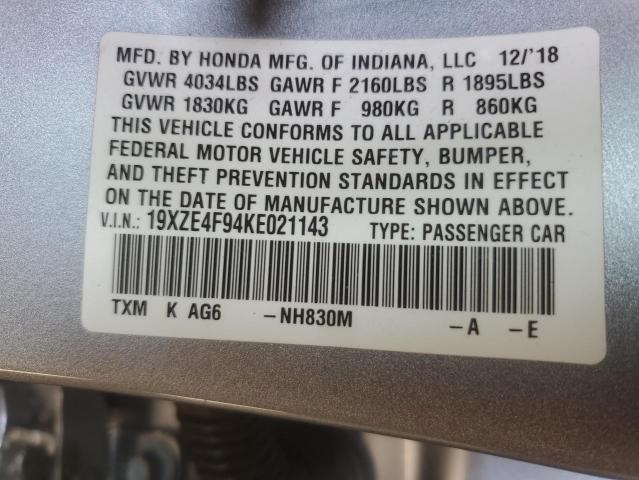 MFD. BY HONDA MFG. OF INDIANA, LLC 12/'18
GVWR 4034LBS GAWR F 2160LBS R 1895LBS
GVWR 1830KG GAWR F 980KG R 860KG
THIS VEHICLE CONFORMS TO ALL APPLICABLE
FEDERAL MOTOR VEHICLE SAFETY, BUMPER,
AND THEFT PREVENTION STANDARDS IN EFFECT
ON THE DATE OF MANUFACTURE SHOWN ABOVE.
V.I.N.: 19XZE4F94KE021143 TYPE: PASSENGER CAR
TXM K AG6 -NH830M -A -E